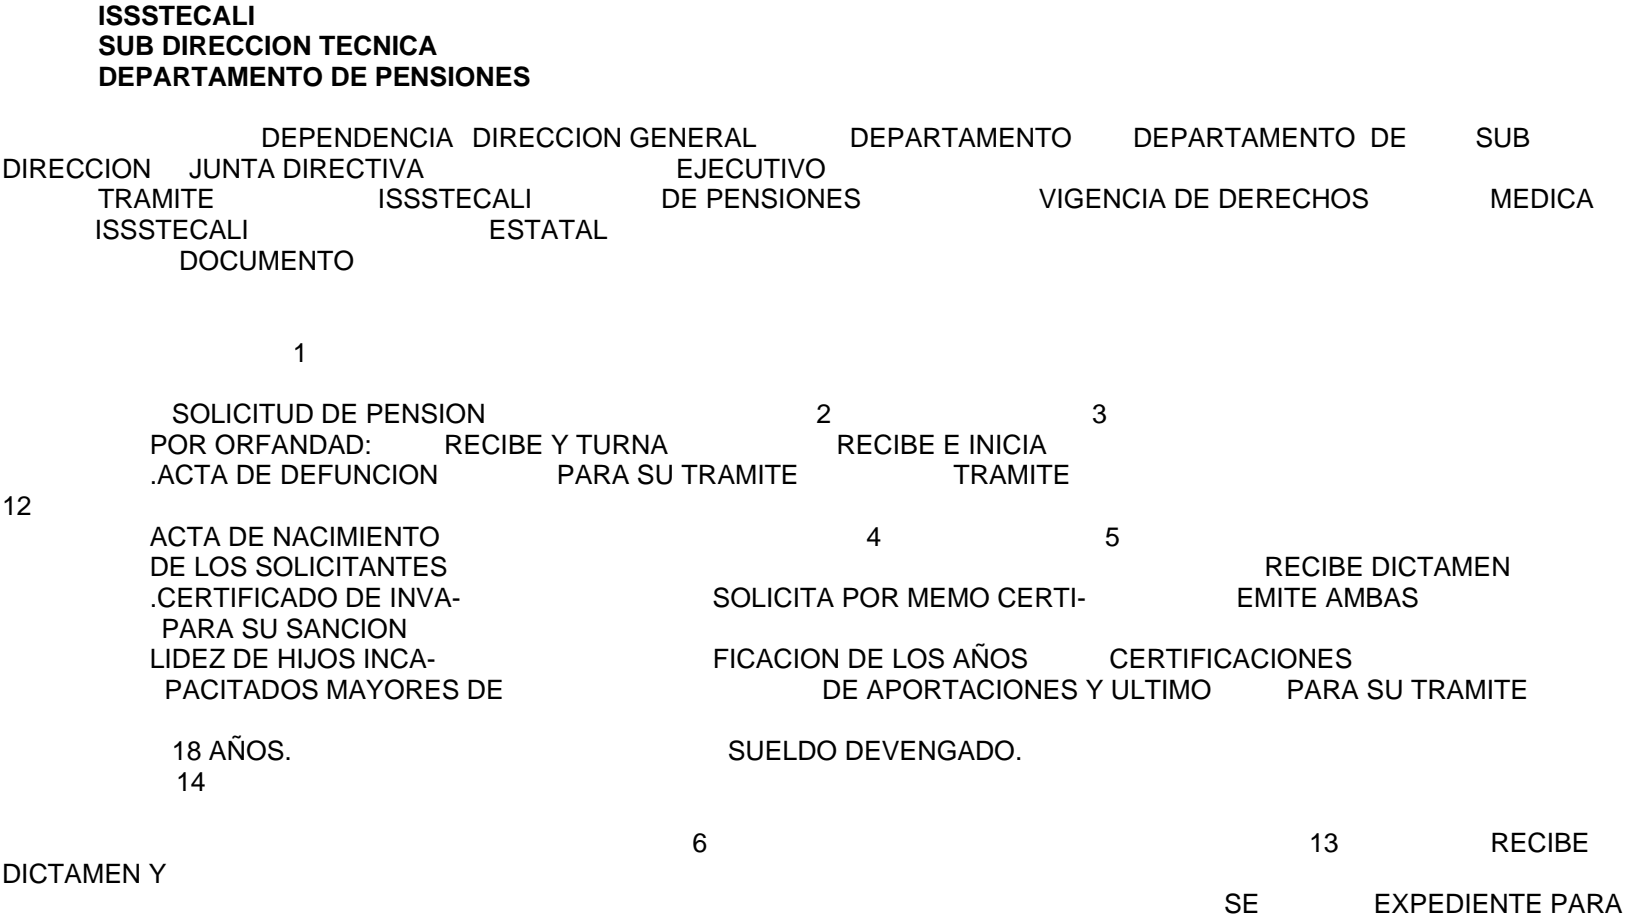 ISSSTECALI
SUB DIRECCION TECNICA
DEPARTAMENTO DE PENSIONES
DEPENDENCIA DIRECCION GENERAL DEPARTAMENTO DEPARTAMENTO DE SUB
DIRECCION JUNTA DIRECTIVA EJECUTIVO
TRAMITE ISSSTECALI DE PENSIONES VIGENCIA DE DERECHOS MEDICA
ISSSTECALI ESTATAL
DOCUMENTO
1
SOLICITUD DE PENSION 2 3
POR ORFANDAD: RECIBE Y TURNA RECIBE E INICIA
.ACTA DE DEFUNCION PARA SU TRAMITE TRAMITE
12
ACTA DE NACIMIENTO 4 5
DE LOS SOLICITANTES RECIBE DICTAMEN
.CERTIFICADO DE INVA- SOLICITA POR MEMO CERTI- EMITE AMBAS
PARA SU SANCION
LIDEZ DE HIJOS INCA- FICACION DE LOS AÑOS CERTIFICACIONES
PACITADOS MAYORES DE DE APORTACIONES Y ULTIMO PARA SU TRAMITE
18 AÑOS. SUELDO DEVENGADO.
14
6 13 RECIBE
DICTAMEN Y
SE EXPEDIENTE PARA